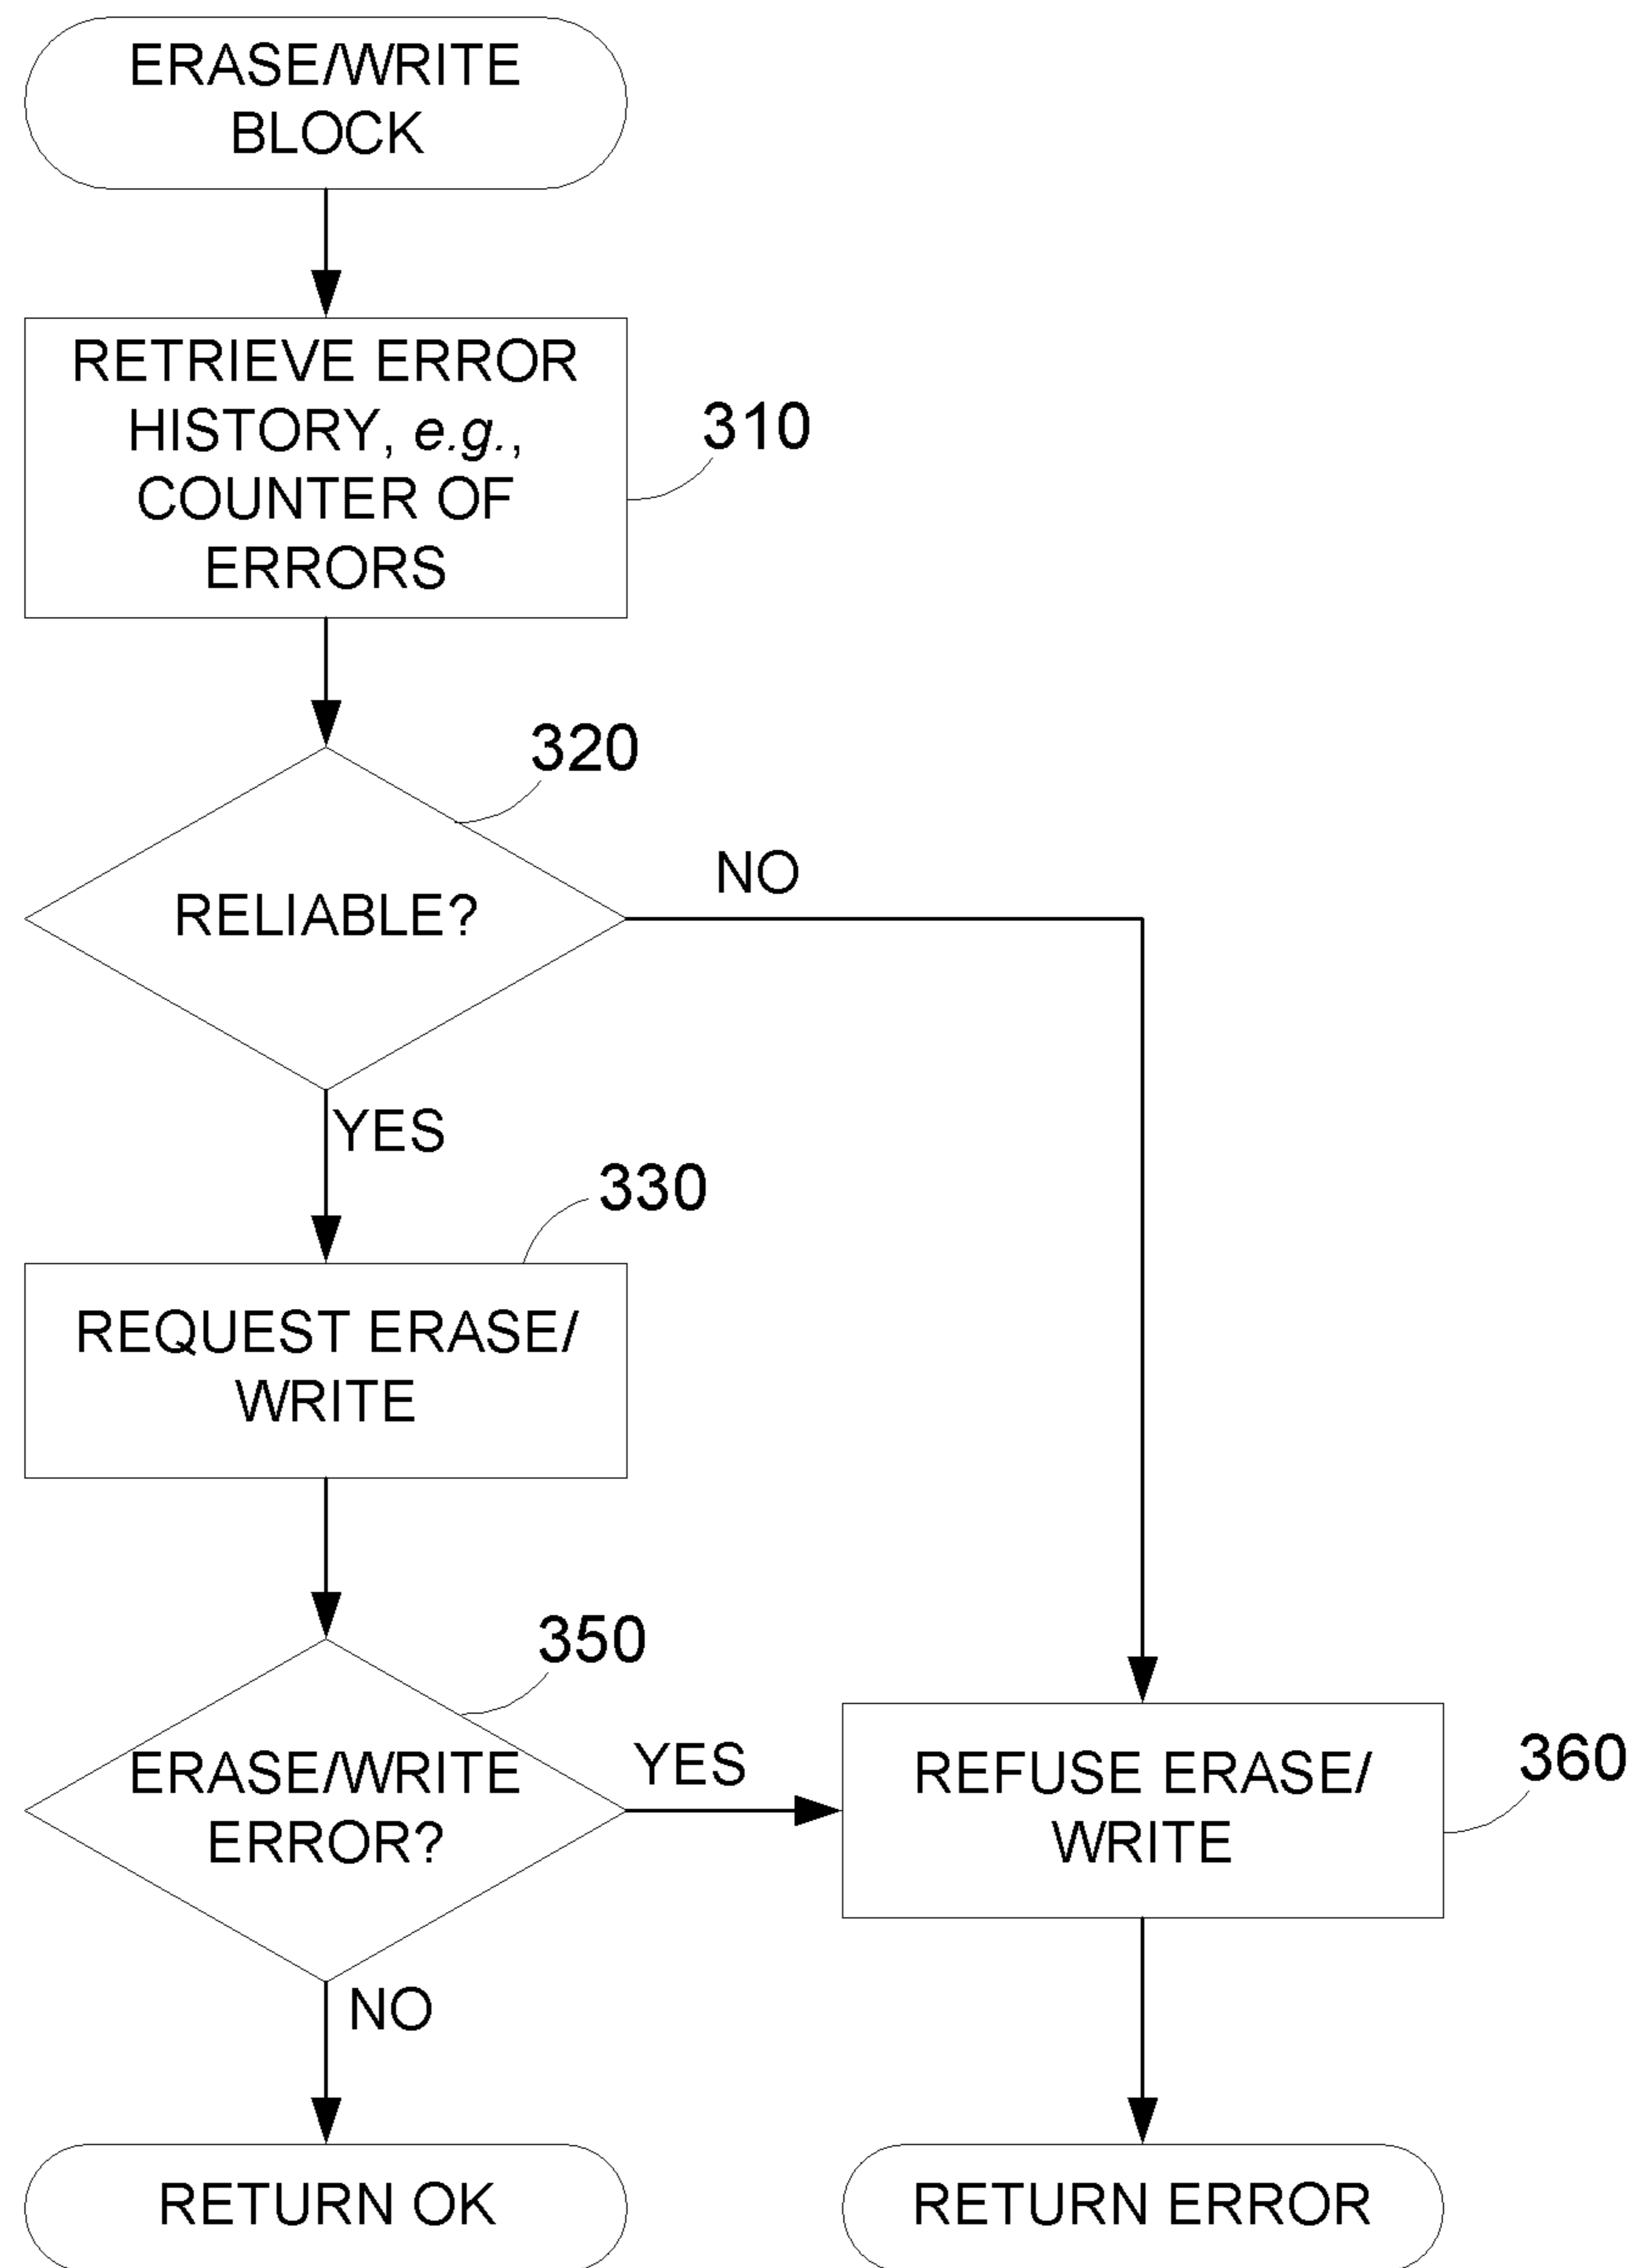 ERASE/WRITE
BLOCK
RETRIEVE ERROR
HISTORY, e.g.,
COUNTER OF
ERRORS
310
320
RELIABLE?
NO
YES
330
REQUEST ERASE/
WRITE
350
ERASE/WRITE
ERROR?
YES
REFUSE ERASE/
WRITE
360
NO
RETURN OK
RETURN ERROR